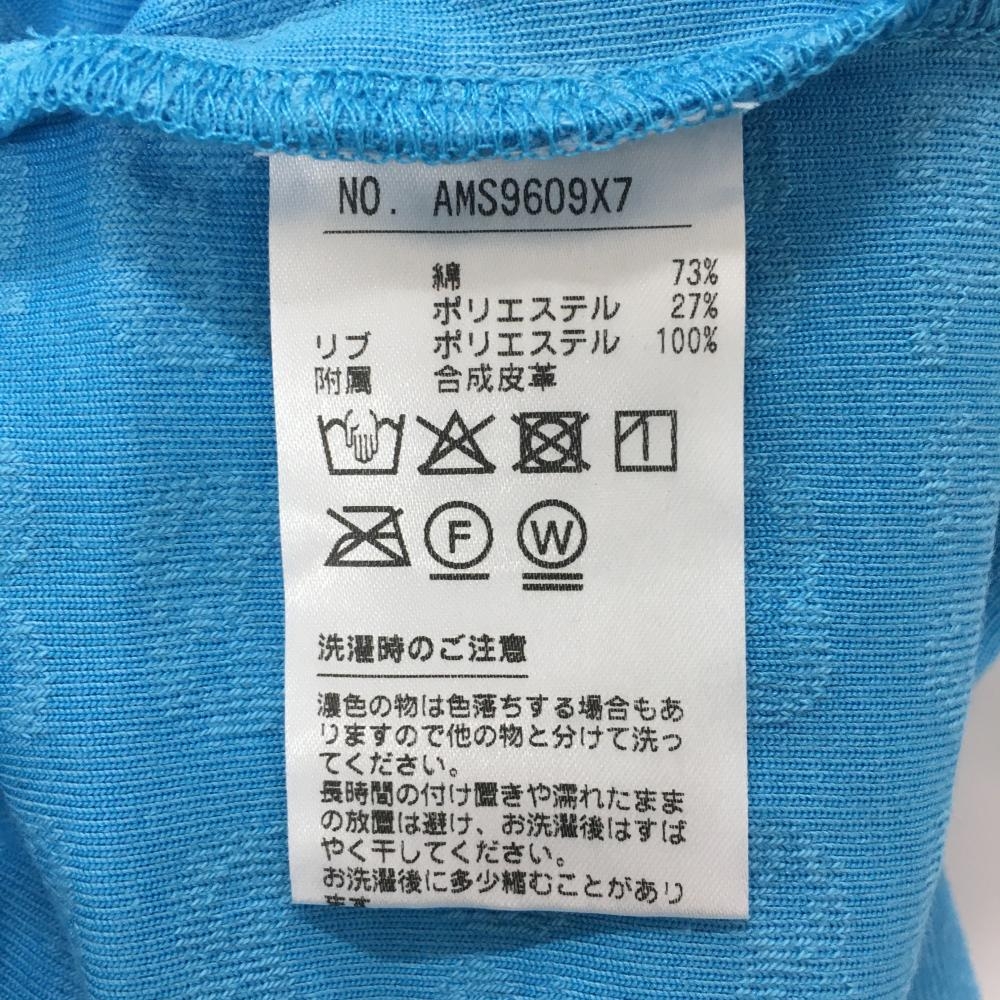 NO. AMS9609X7
綿 73%
ポリエステル 27%
リブ ポリエステル 100%
附属 合成皮革
F W
洗濯時のご注意
濃色の物は色落ちする場合もあ
りますので他の物と分けて洗っ
てください。
長時間の付け置きや濡れたまま
の放置は避け、お洗濯後はすば
やく干してください。
お洗濯後に多少縮むことがあり
ます